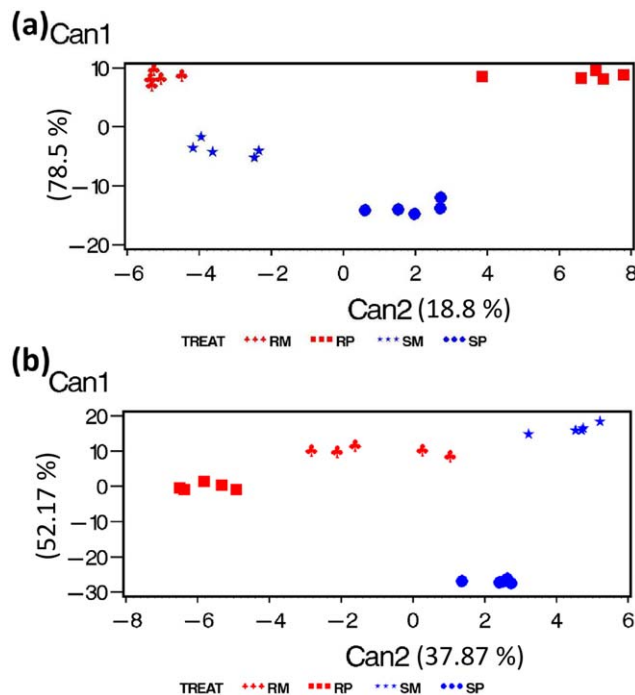 (a)
Can1
(78.5 %)
10
0
−10
−20
−6 −4 −2 0 2 4 6 8
Can2 (18.8 %)
TREAT RM RP SM SP
(b)
Can1
(52.17 %)
20
10
0
−10
−20
−30
−8 −6 −4 −2 0 2 4 6
Can2 (37.87 %)
TREAT RM RP SM SP